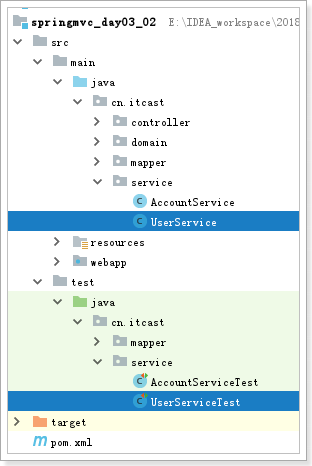 springmvc_day03_02 E:\IDEA_workspace\2018
src
main
java
cn.itcast
controller
domain
mapper
service
AccountService
UserService
resources
webapp
test
java
cn.itcast
mapper
service
AccountServiceTest
UserServiceTest
target
pom.xml